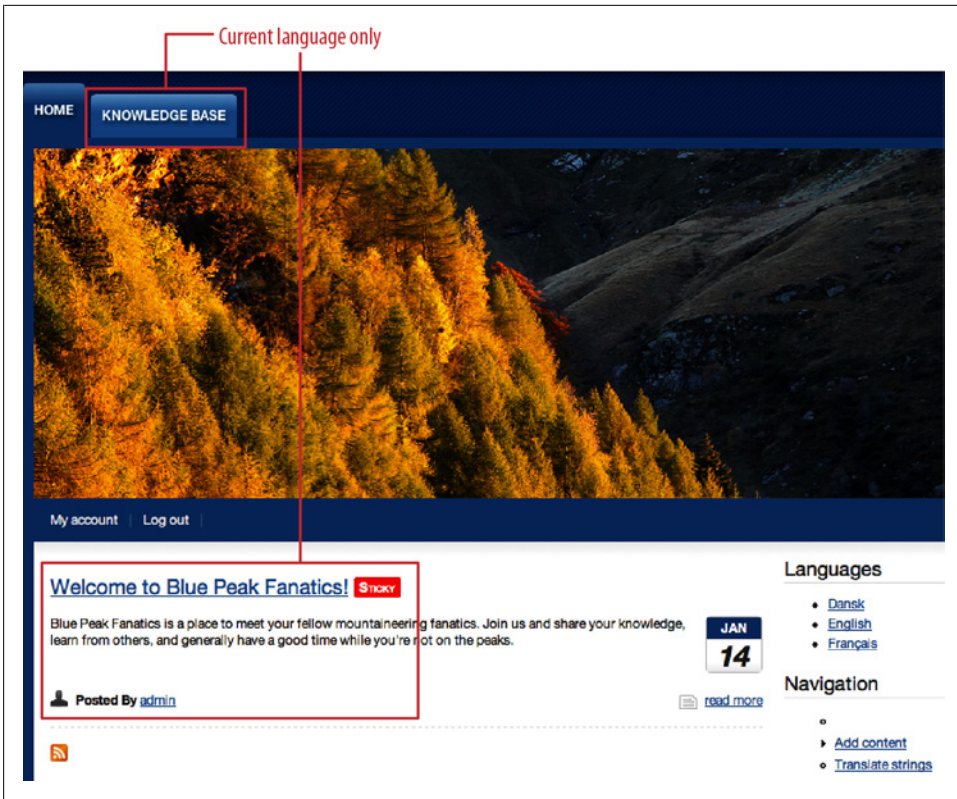 Current language only
HOME
KNOWLEDGE BASE
My account
Log out
Welcome to Blue Peak Fanatics! STICKY
Blue Peak Fanatics is a place to meet your fellow mountaineering fanatics. Join us and share your knowledge,
learn from others, and generally have a good time while you're not on the peaks.
JAN
14
Posted By admin
read more
Languages
Dansk
English
Français
Navigation
Add content
Translate strings